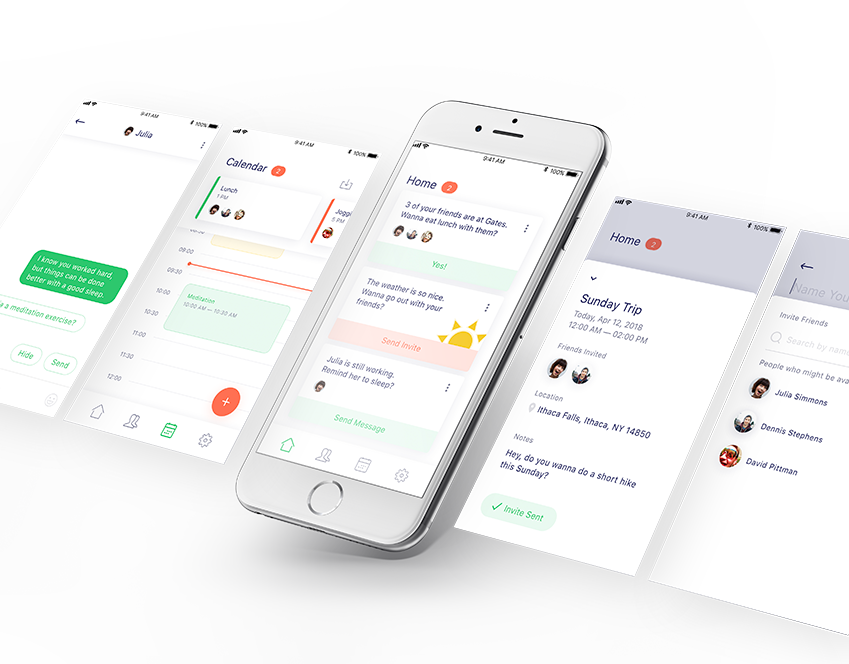 9:41 AM
100%
Julia
I know you worked hard,
but things can be done
better with a good sleep.
a meditation exercise?
Hide
Send
9:41 AM
100%
Calendar
2
Lunch
1 PM
5 PM
09:00
09:30
10:00
Meditation
10:00 AM — 10:30 AM
10:30
11:00
11:30
12:00
+
9:41 AM
100%
Home
2
3 of your friends are at Gates.
Wanna eat lunch with them?
Yes!
The weather is so nice.
Wanna go out with your
friends?
Send Invite
Julia is still working.
Remind her to sleep?
Send Message
9:41 AM
100%
Home
2
Sunday Trip
Today, Apr 12, 2018
12:00 AM — 02:00 PM
Friends Invited
Location
Ithaca Falls, Ithaca, NY 14850
Notes
Hey, do you wanna do a short hike
this Sunday?
Invite Sent
Name You
Invite Friends
Search by name
People who might be ava
Julia Simmons
Dennis Stephens
David Pittman